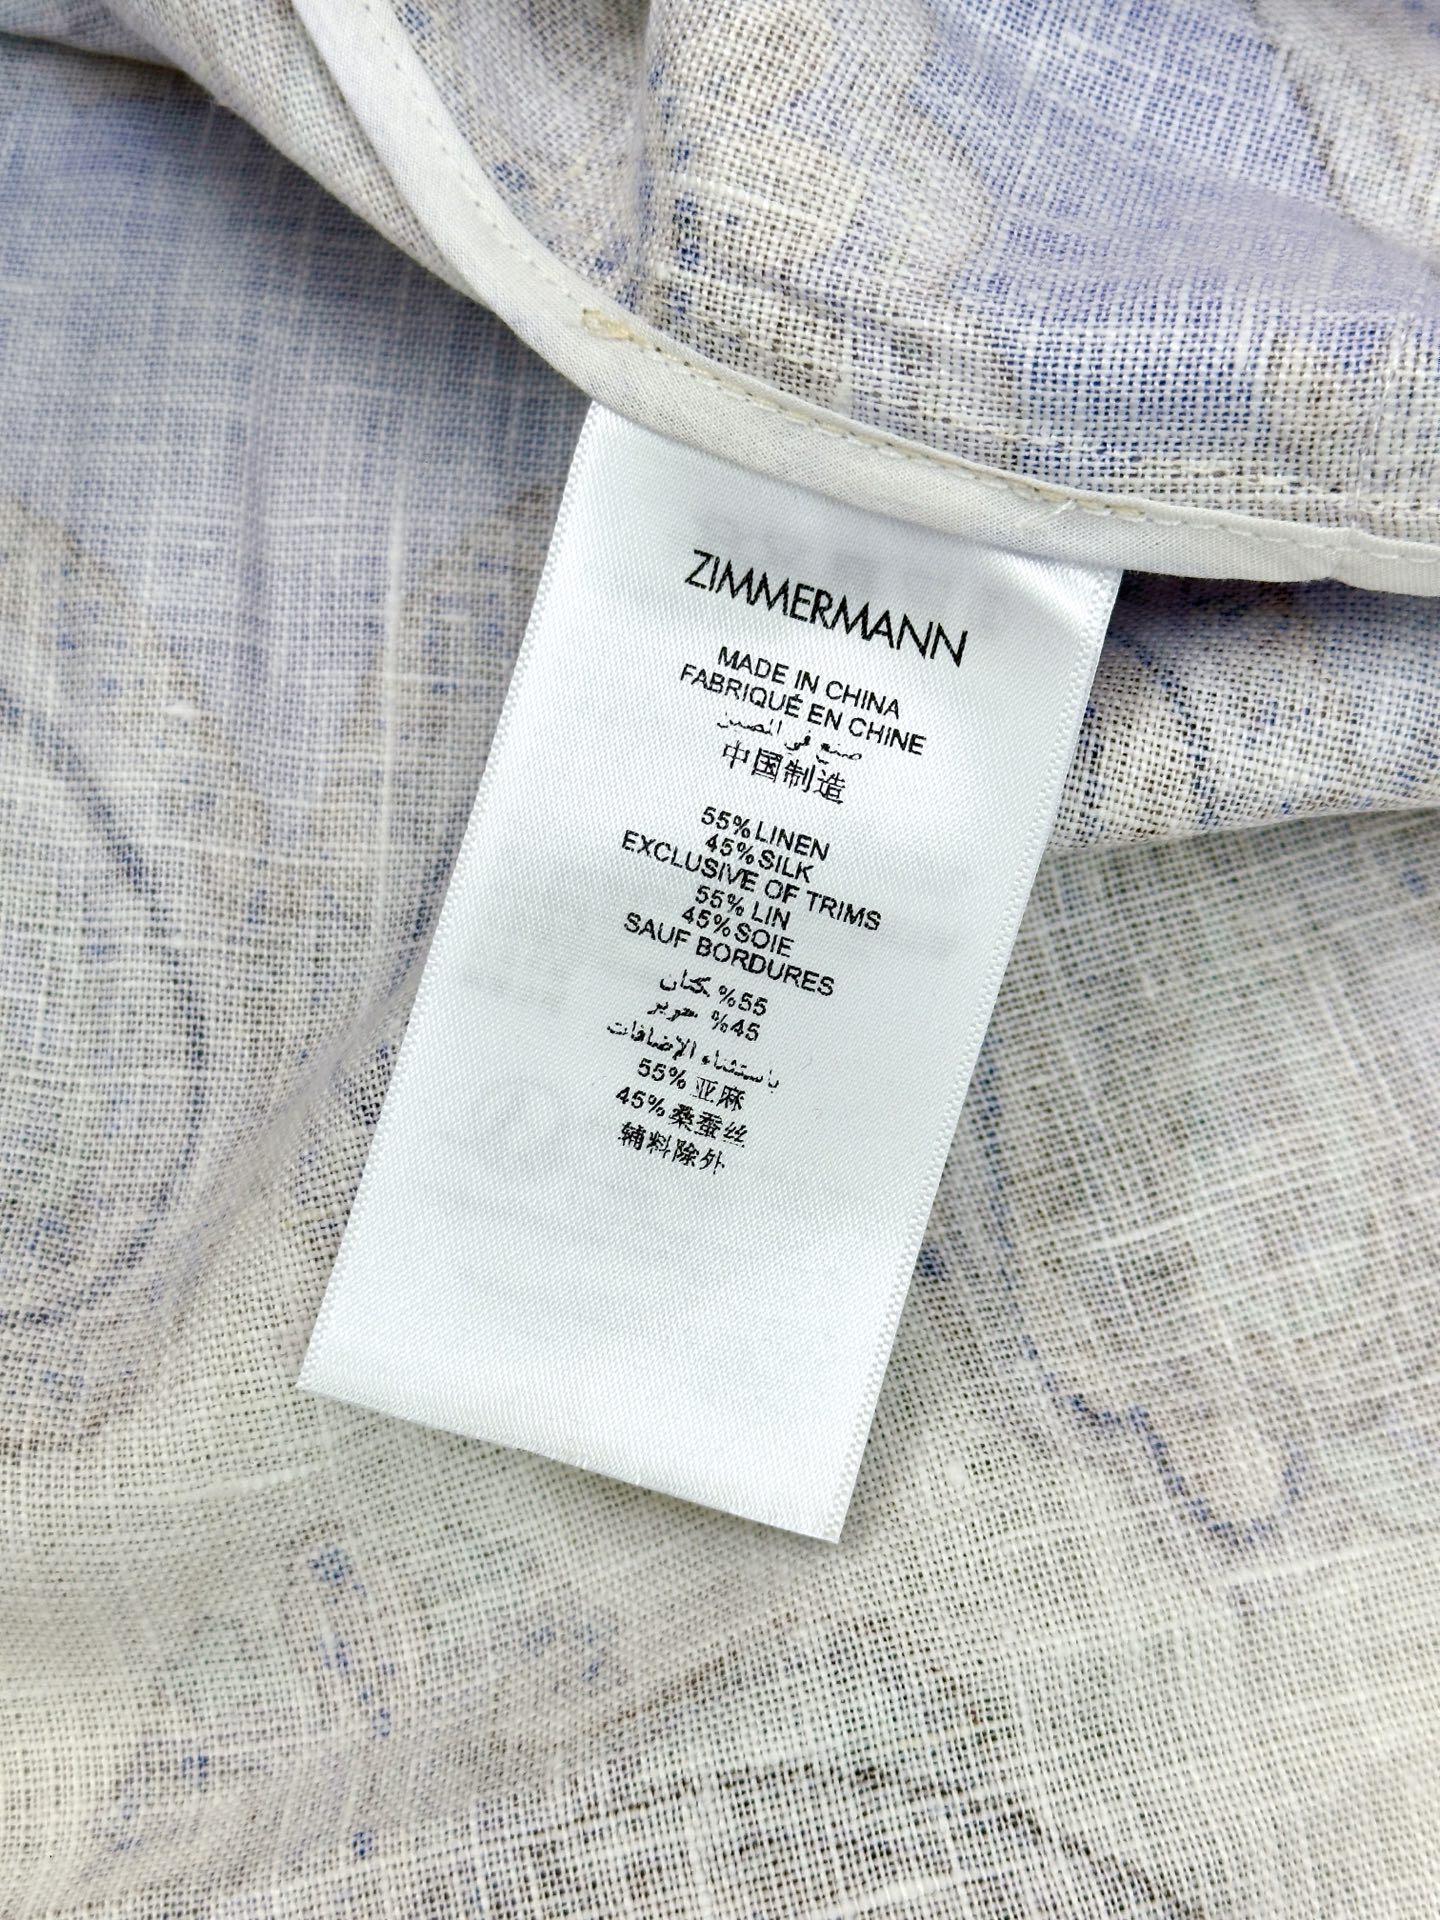 ZIMMERMANN
MADE IN CHINA
FABRIQUÉ EN CHINE
صنع في الصين
中国制造
55% LINEN
45% SILK
EXCLUSIVE OF TRIMS
55% LIN
45% SOIE
SAUF BORDURES
55% كتان
45% حرير
باستثناء الإضافات
55% 亚麻
45% 桑蚕丝
辅料除外